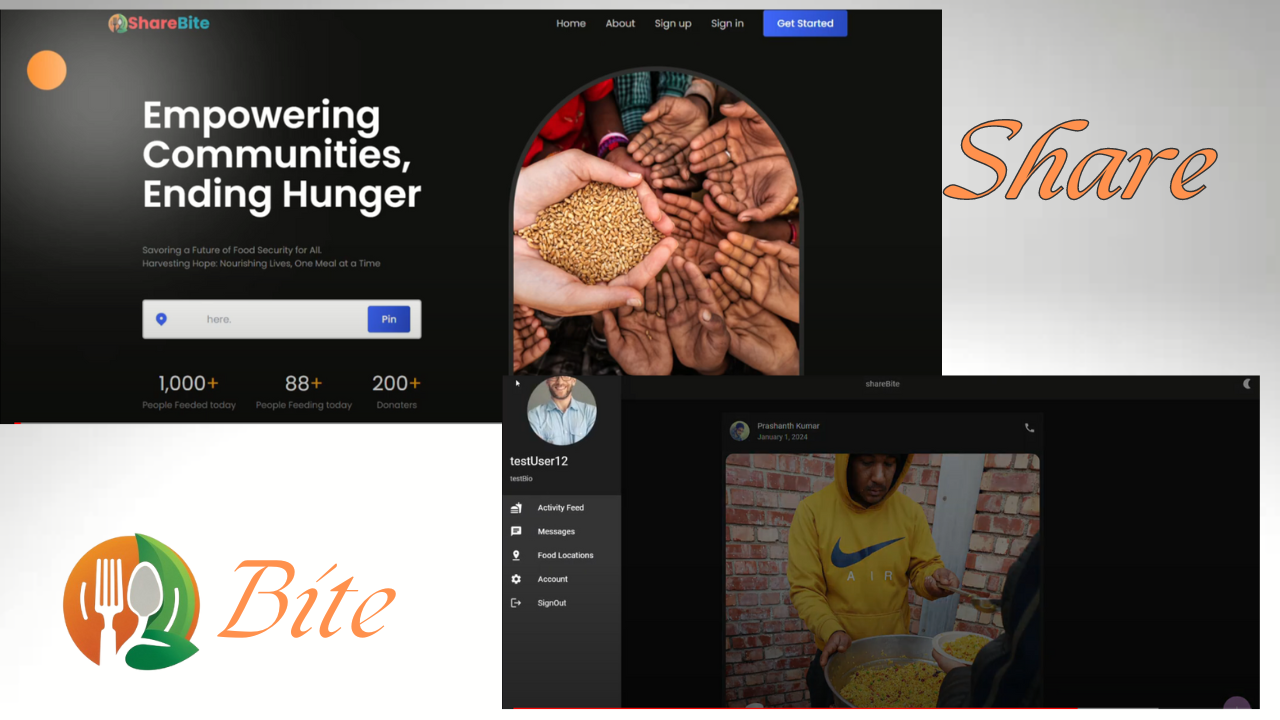 ShareBite
Home About Sign up Sign in Get Started
Empowering
Communities,
Ending Hunger
Savoring a Future of Food Security for All.
Harvesting Hope: Nourishing Lives, One Meal at a Time
here. Pin
1,000+ 88+ 200+
People Feeded today People Feeding today Donaters
Share
shareBite
testUser12
testBio
Activity Feed
Messages
Food Locations
Account
SignOut
Prashanth Kumar
January 1, 2024
AIR
Bite